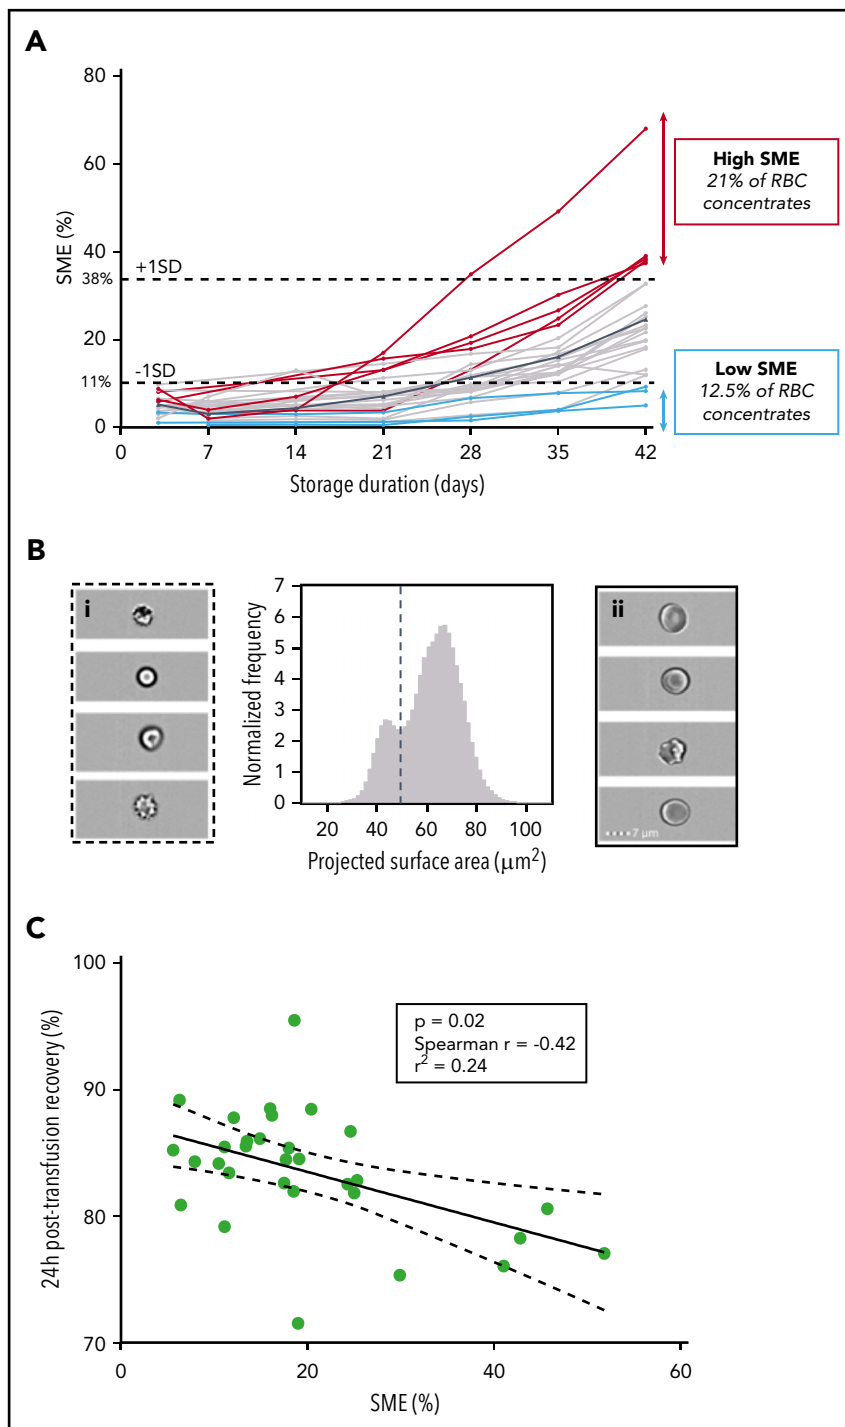 A
80
60
40
20
0
38%
11%
SME (%)
+1SD
-1SD
0 7 14 21 28 35 42
Storage duration (days)
High SME
21% of RBC
concentrates
Low SME
12.5% of RBC
concentrates
B
i
7
6
5
4
3
2
1
0
Normalized frequency
20 40 60 80 100
Projected surface area (μm²)
ii
7 μm
C
100
90
80
70
24h post-transfusion recovery (%)
p = 0.02
Spearman r = -0.42
r² = 0.24
0 20 40 60
SME (%)